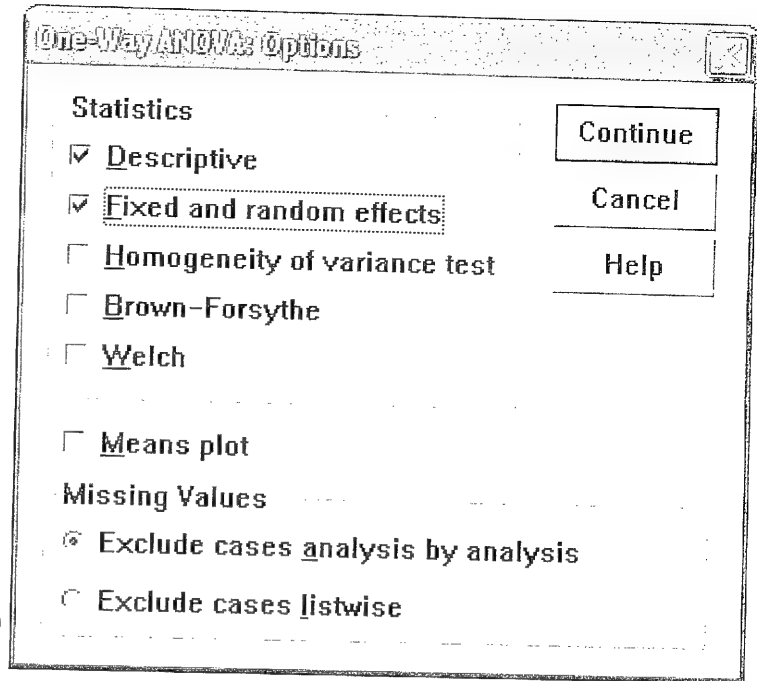 One-Way ANOVA: Options
Statistics
Descriptive
Fixed and random effects
Homogeneity of variance test
Brown-Forsythe
Welch
Means plot
Missing Values
Exclude cases analysis by analysis
Exclude cases listwise
Continue
Cancel
Help